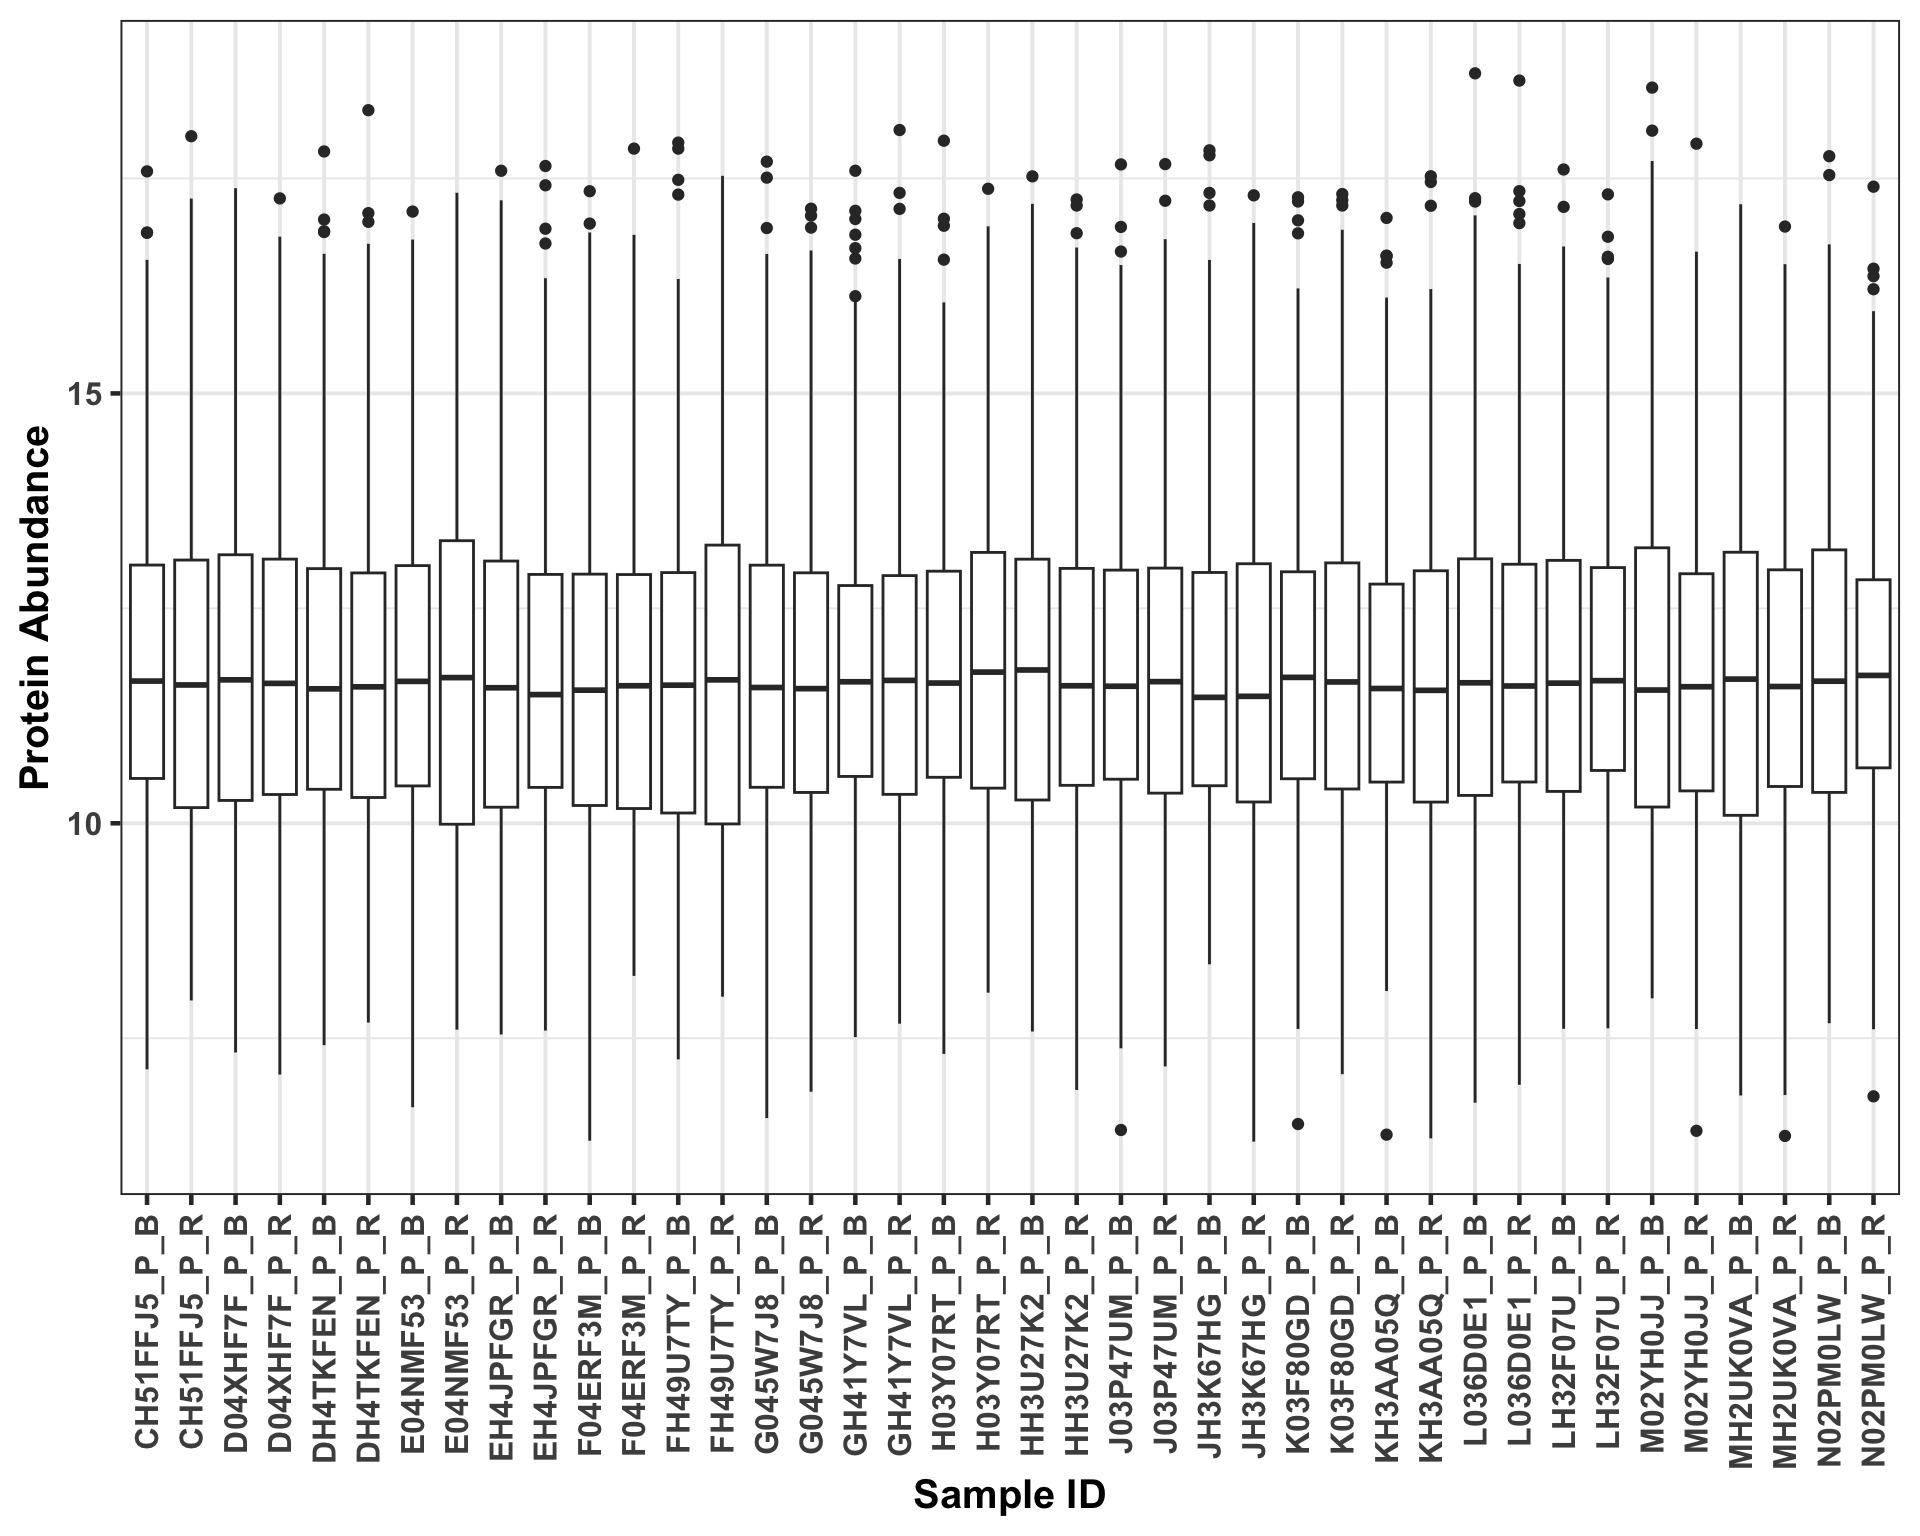 Protein Abundance
15
10
CH51FFJ5_P_B
CH51FFJ5_P_R
D04XHF7F_P_B
D04XHF7F_P_R
DH4TKFEN_P_B
DH4TKFEN_P_R
E04NMF53_P_B
E04NMF53_P_R
EH4JPFGR_P_B
EH4JPFGR_P_R
F04ERF3M_P_B
F04ERF3M_P_R
FH49U7TY_P_B
FH49U7TY_P_R
G045W7J8_P_B
G045W7J8_P_R
GH41Y7VL_P_B
GH41Y7VL_P_R
H03Y07RT_P_B
H03Y07RT_P_R
HH3U27K2_P_B
HH3U27K2_P_R
J03P47UM_P_B
J03P47UM_P_R
JH3K67HG_P_B
JH3K67HG_P_R
K03F80GD_P_B
K03F80GD_P_R
KH3AA05Q_P_B
KH3AA05Q_P_R
L036D0E1_P_B
L036D0E1_P_R
LH32F07U_P_B
LH32F07U_P_R
M02YH0JJ_P_B
M02YH0JJ_P_R
MH2UK0VA_P_B
MH2UK0VA_P_R
N02PM0LW_P_B
N02PM0LW_P_R
Sample ID